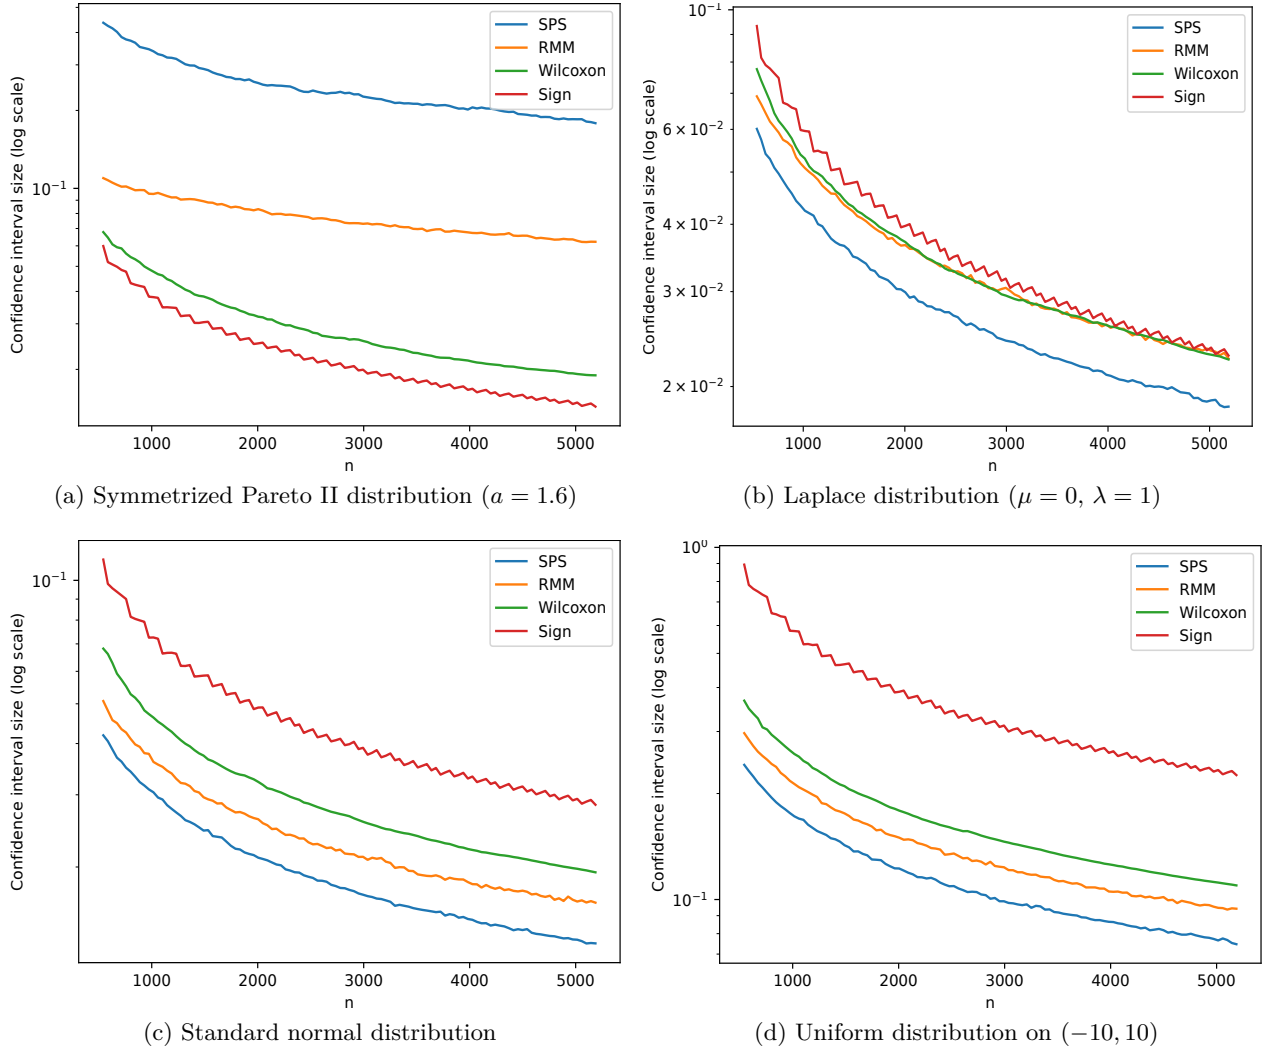 Confidence interval size (log scale)
10⁻¹
SPS
RMM
Wilcoxon
Sign
1000 2000 3000 4000 5000
n
(a) Symmetrized Pareto II distribution (a = 1.6)
Confidence interval size (log scale)
10⁻¹
6 × 10⁻²
4 × 10⁻²
3 × 10⁻²
2 × 10⁻²
SPS
RMM
Wilcoxon
Sign
1000 2000 3000 4000 5000
n
(b) Laplace distribution (μ = 0, λ = 1)
Confidence interval size (log scale)
10⁻¹
SPS
RMM
Wilcoxon
Sign
1000 2000 3000 4000 5000
n
(c) Standard normal distribution
Confidence interval size (log scale)
10⁰
10⁻¹
SPS
RMM
Wilcoxon
Sign
1000 2000 3000 4000 5000
n
(d) Uniform distribution on (−10, 10)